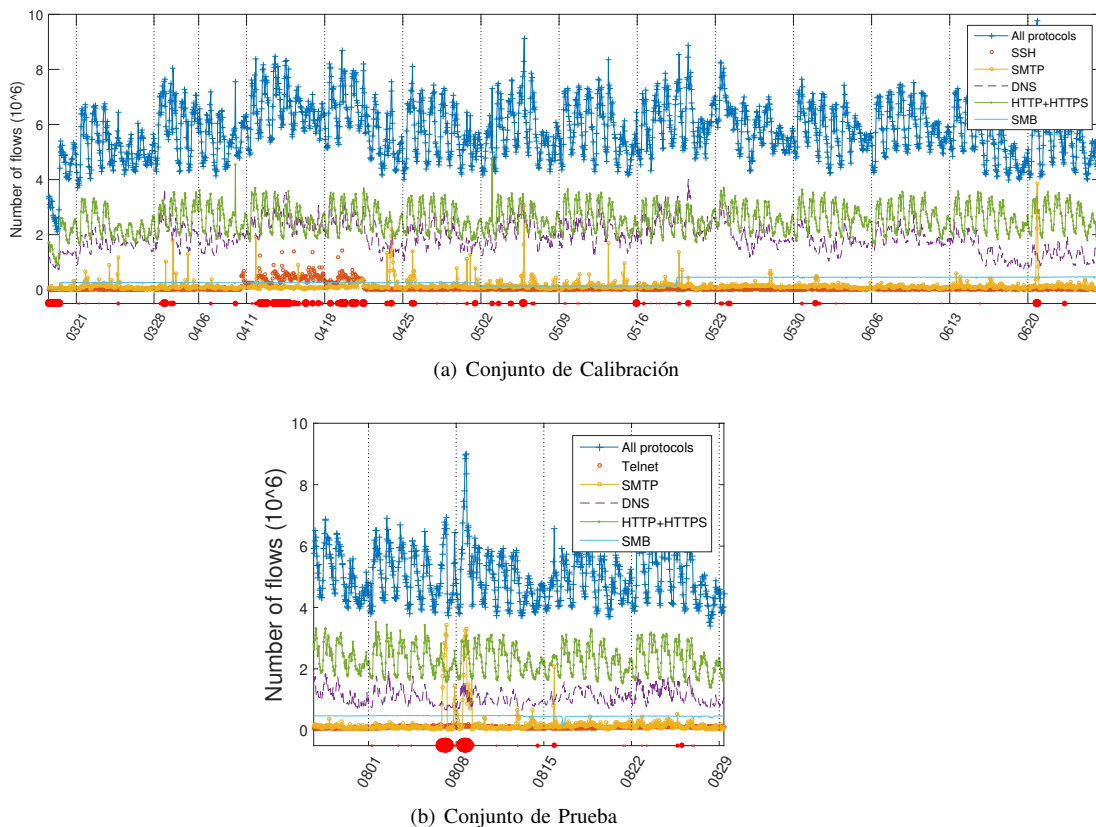 10
8
6
4
2
0
Number of flows (10^6)
All protocols
SSH
SMTP
DNS
HTTP+HTTPS
SMB
0321
0328
0406
0411
0418
0425
0502
0509
0516
0523
0530
0606
0613
0620
(a) Conjunto de Calibración
10
8
6
4
2
0
Number of flows (10^6)
All protocols
Telnet
SMTP
DNS
HTTP+HTTPS
SMB
0801
0808
0815
0822
0829
(b) Conjunto de Prueba